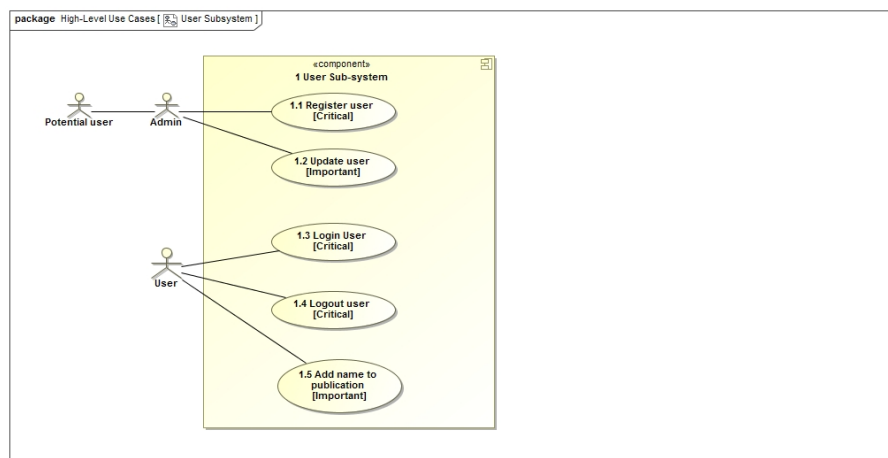 package High-Level Use Cases [ User Subsystem ]
«component»
1 User Sub-system
1.1 Register user
[Critical]
Potential user
Admin
1.2 Update user
[Important]
1.3 Login User
[Critical]
User
1.4 Logout user
[Critical]
1.5 Add name to
publication
[Important]